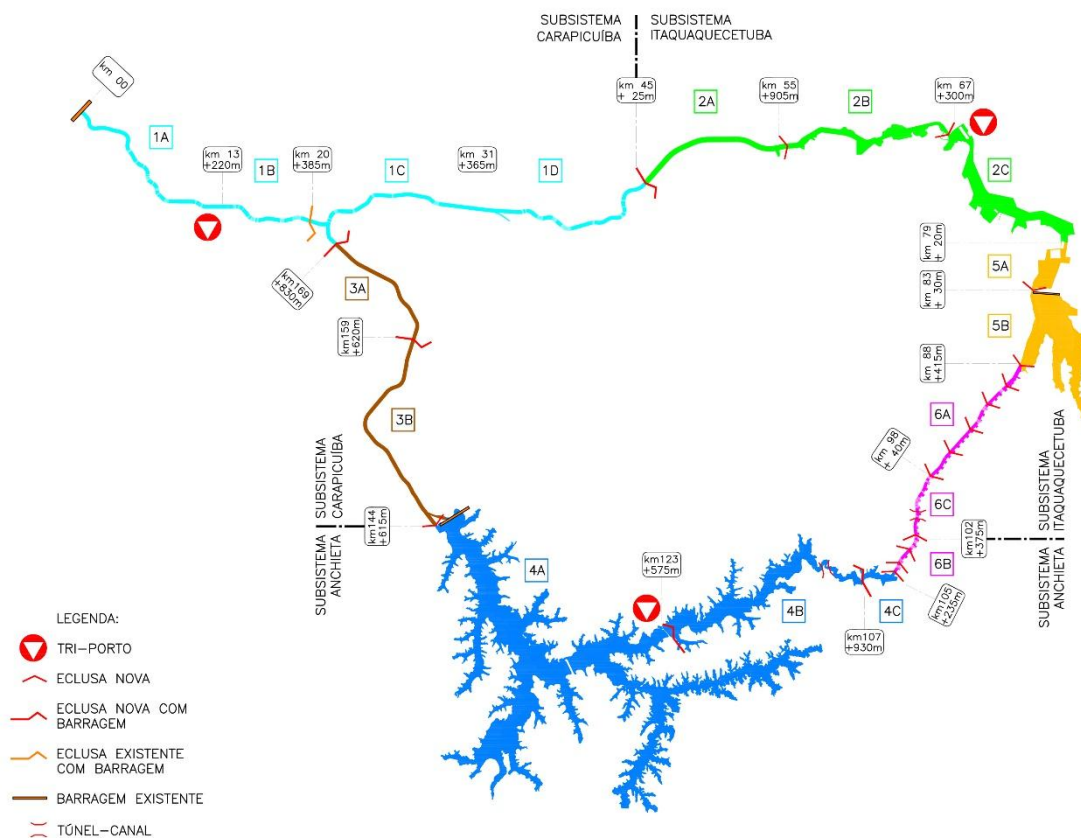 SUBSISTEMA
CARAPICUÍBA
SUBSISTEMA
ITAQUAQUECETUBA
km 00
1A
km 13
+220m
1B
km 20
+385m
1C
km 31
+365m
1D
km 45
+ 25m
2A
km 55
+905m
2B
km 67
+300m
2C
km 79
+ 20m
5A
km 83
+ 30m
5B
km 88
+415m
km169
+830m
3A
km159
+620m
3B
6A
km 98
+ 40m
6C
km102
+375m
6B
km105
+235m
SUBSISTEMA
CARAPICUÍBA
SUBSISTEMA
ANCHIETA
km144
+615m
SUBSISTEMA
ITAQUAQUECETUBA
SUBSISTEMA
ANCHIETA
4A
km123
+575m
4B
4C
km107
+930m
LEGENDA:
TRI-PORTO
ECLUSA NOVA
ECLUSA NOVA COM
BARRAGEM
ECLUSA EXISTENTE
COM BARRAGEM
BARRAGEM EXISTENTE
TÚNEL-CANAL